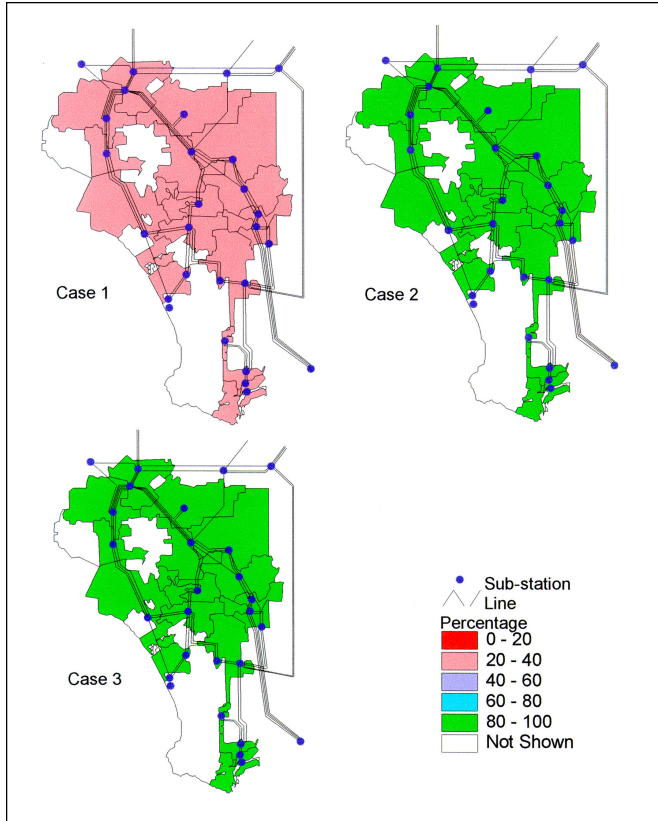 Case 1
Case 2
Case 3
Sub-station
Line
Percentage
0 - 20
20 - 40
40 - 60
60 - 80
80 - 100
Not Shown